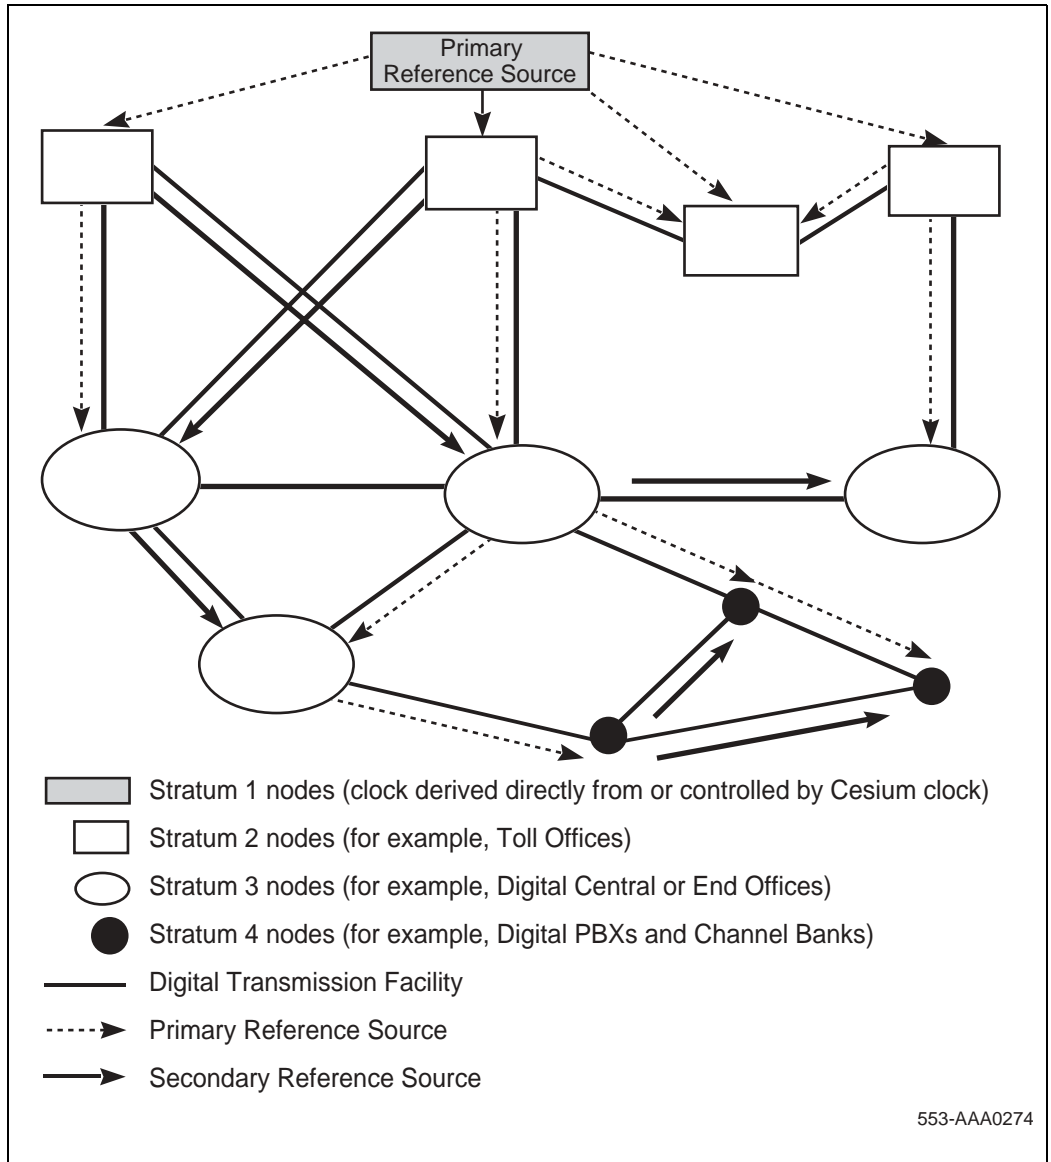 Primary
Reference Source
Stratum 1 nodes (clock derived directly from or controlled by Cesium clock)
Stratum 2 nodes (for example, Toll Offices)
Stratum 3 nodes (for example, Digital Central or End Offices)
Stratum 4 nodes (for example, Digital PBXs and Channel Banks)
Digital Transmission Facility
Primary Reference Source
Secondary Reference Source
553-AAA0274